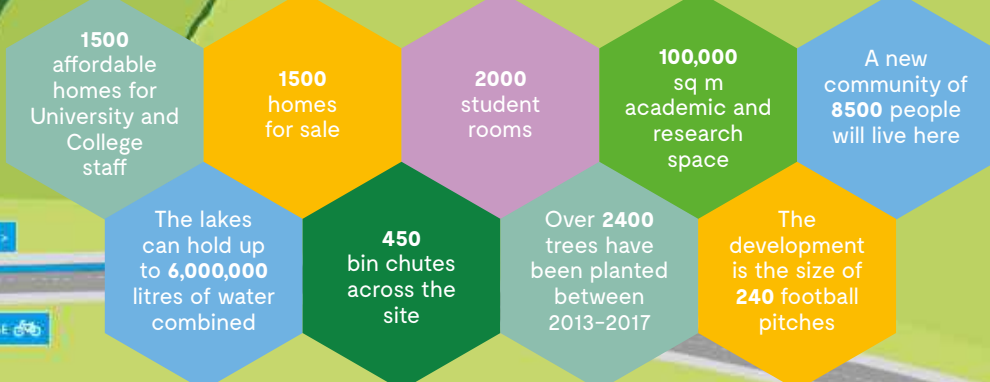 1500
affordable
homes for
University and
College
staff
1500
homes
for sale
2000
student
rooms
100,000
sq m
academic and
research
space
A new
community of
8500 people
will live here
The lakes
can hold up
to 6,000,000
litres of water
combined
450
bin chutes
across the
site
Over 2400
trees have
been planted
between
2013–2017
The
development
is the size of
240 football
pitches